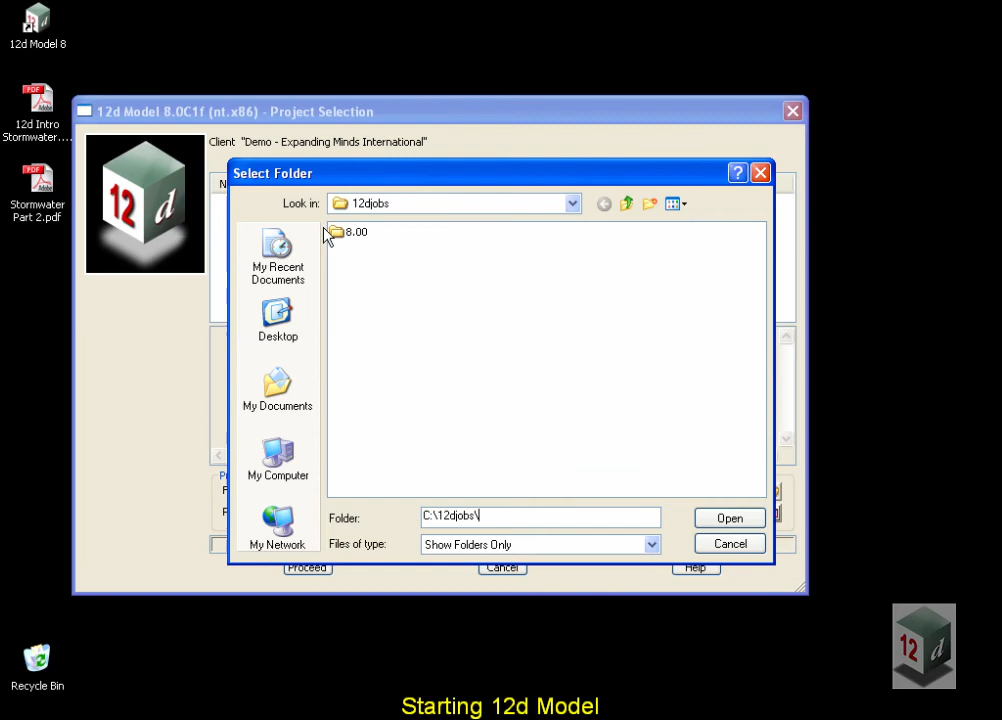 12d Model 8
12d Intro
Stormwater....
Stormwater
Part 2.pdf
Recycle Bin
12d Model 8.0C1f (nt.x86) - Project Selection
Client "Demo - Expanding Minds International"
12 d
N
Select Folder
Look in: 12djobs
8.00
My Recent
Documents
Desktop
My Documents
My Computer
My Network
Folder: C:\12djobs\
Open
Files of type: Show Folders Only
Cancel
Proceed Cancel Help
12 d
Starting 12d Model